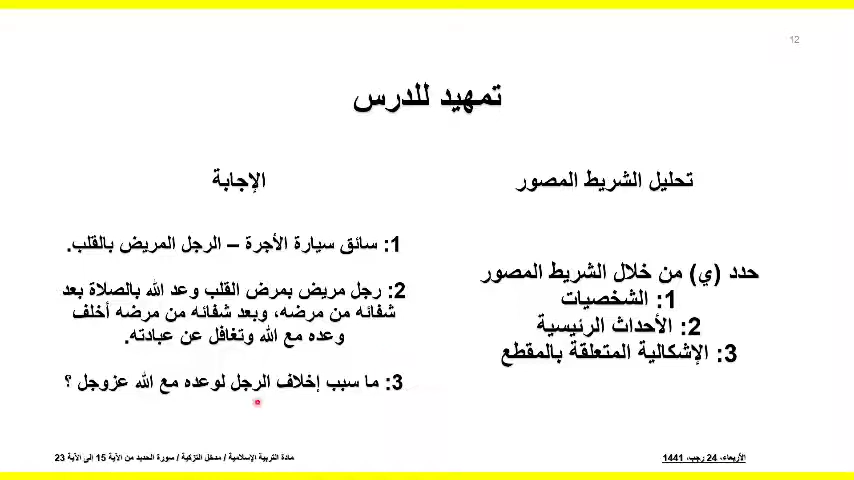 12
تمهيد للدرس
تحليل الشريط المصور
حدد (ي) من خلال الشريط المصور
1: الشخصيات
2: الأحداث الرئيسية
3: الإشكالية المتعلقة بالمقطع
الإجابة
1: سائق سيارة الأجرة – الرجل المريض بالقلب.
2: رجل مريض بمرض القلب وعد الله بالصلاة بعد
شفائه من مرضه، وبعد شفائه من مرضه أخلف
وعده مع الله وتغافل عن عبادته.
3: ما سبب إخلاف الرجل لوعده مع الله عزوجل ؟
الأربعاء، 24 رجب، 1441
مادة التربية الإسلامية / مدخل التزكية / سورة الحديد من الآية 15 الى الآية 23